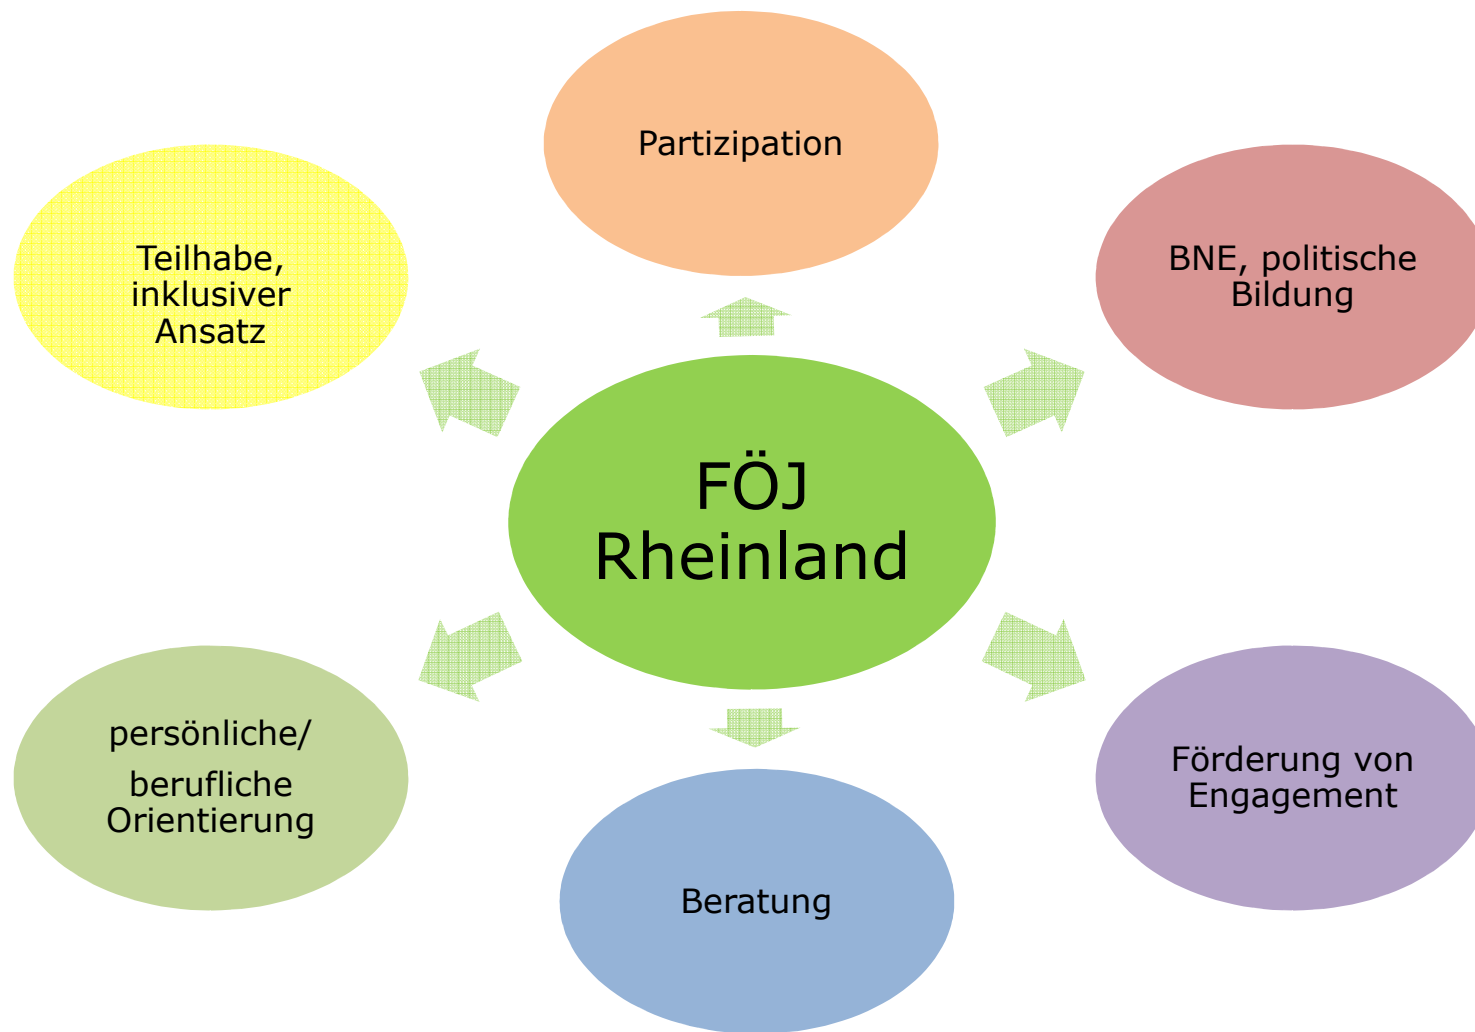 Partizipation
Teilhabe,
inklusiver
Ansatz
BNE, politische
Bildung
FÖJ
Rheinland
persönliche/
berufliche
Orientierung
Förderung von
Engagement
Beratung